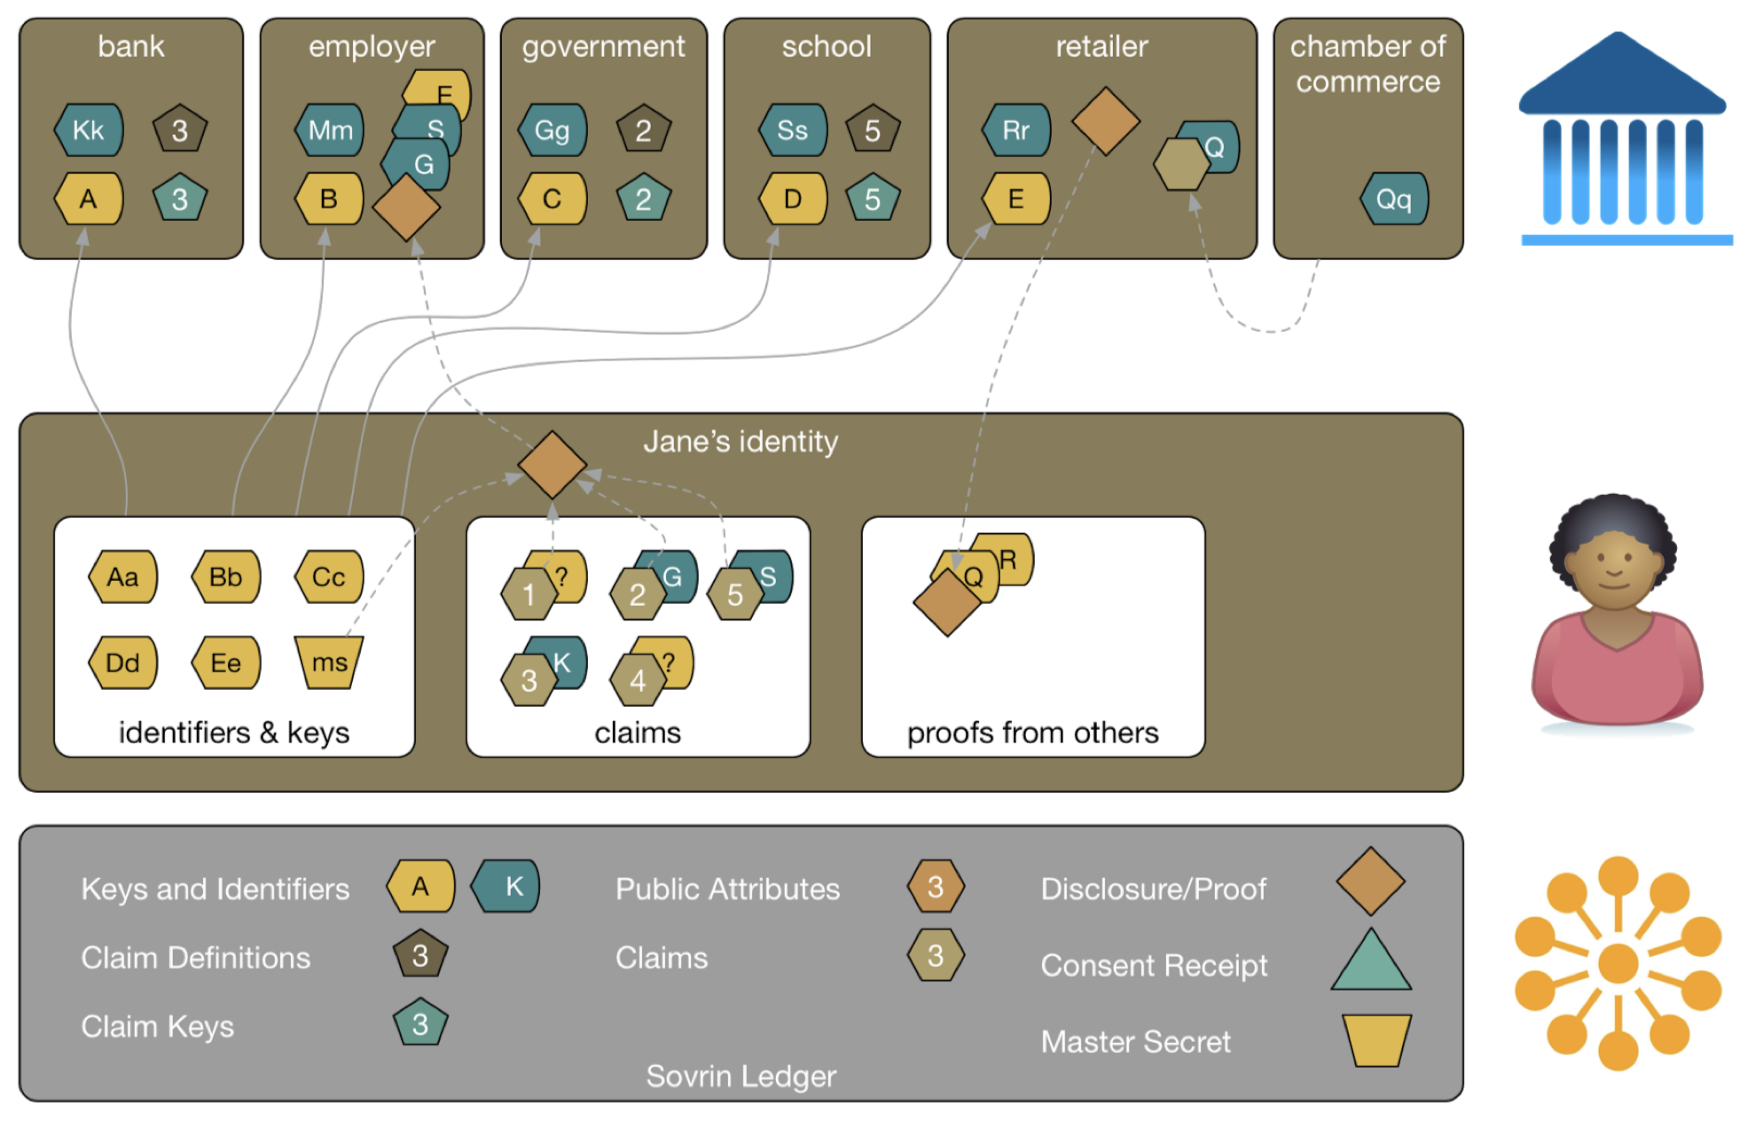 bank
employer
government
school
retailer
chamber of
commerce
Kk
3
Mm
S
G
Gg
2
Ss
5
Rr
Q
A
3
B
C
2
D
5
E
Qq
Jane's identity
Aa
Bb
Cc
Dd
Ee
ms
identifiers & keys
1
?
2
G
5
S
3
K
4
?
claims
R
Q
proofs from others
Keys and Identifiers
A
K
Public Attributes
3
Disclosure/Proof
Claim Definitions
3
Claims
3
Consent Receipt
Claim Keys
3
Master Secret
Sovrin Ledger